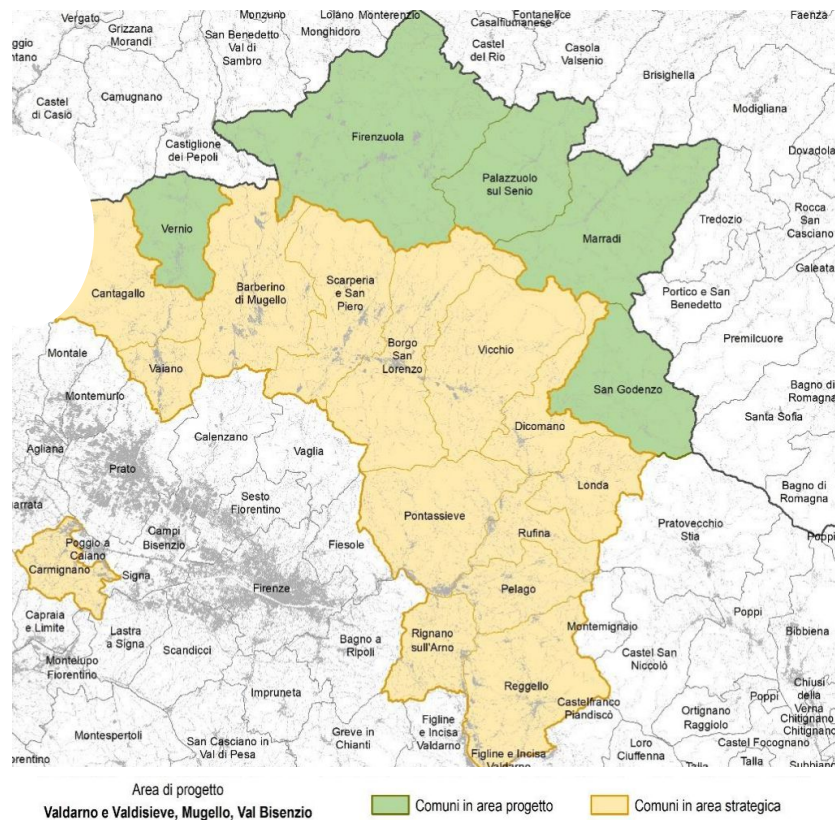 Vergato
Grizzana
Morandi
Monzuno
Loiano
Monterenzio
Fontanelice
Faenza
San Benedetto
Val di
Sambro
Monghidoro
Casalfiumanese
Castel
del Rio
Casola
Valsenio
Brisighella
Castel
di Casio
Camugnano
Modigliana
Castiglione
dei Pepoli
Firenzuola
Dovadola
Palazzuolo
sul Senio
Vernio
Marradi
Tredozio
Rocca
San
Casciano
Galeata
Cantagallo
Barberino
di Mugello
Scarperia
e San
Piero
Portico e San
Benedetto
Borgo
San
Lorenzo
Vicchio
Premilcuore
Montale
Vaiano
San Godenzo
Bagno di
Romagna
Montemurlo
Santa Sofia
Calenzano
Vaglia
Dicomano
Agliana
Prato
Londa
Bagno di
Romagna
Sesto
Fiorentino
Pontassieve
arrata
Campi
Bisenzio
Rufina
Pratovecchio
Stia
Poppi
Poggio a
Caiano
Fiesole
Carmignano
Signa
Firenze
Pelago
Capraia
e Limite
Lastra
a Signa
Scandicci
Bagno a
Ripoli
Rignano
sull'Arno
Montemignaio
Poppi
Bibbiena
Montelupo
Fiorentino
Castel San
Niccolò
Impruneta
Reggello
Castelfranco
Piandiscò
Ortignano
Raggiolo
Poppi
Chiusi
della
Verna
Chitignano
Chitignano
Montespertoli
San Casciano in
Val di Pesa
Greve in
Chianti
Figline
e Incisa
Valdarno
Figline e Incisa
Valdarno
Loro
Ciuffenna
Castel Focognano
Talla
Talla
Subbiano
orentino
Area di progetto
Valdarno e Valdisieve, Mugello, Val Bisenzio
Comuni in area progetto
Comuni in area strategica